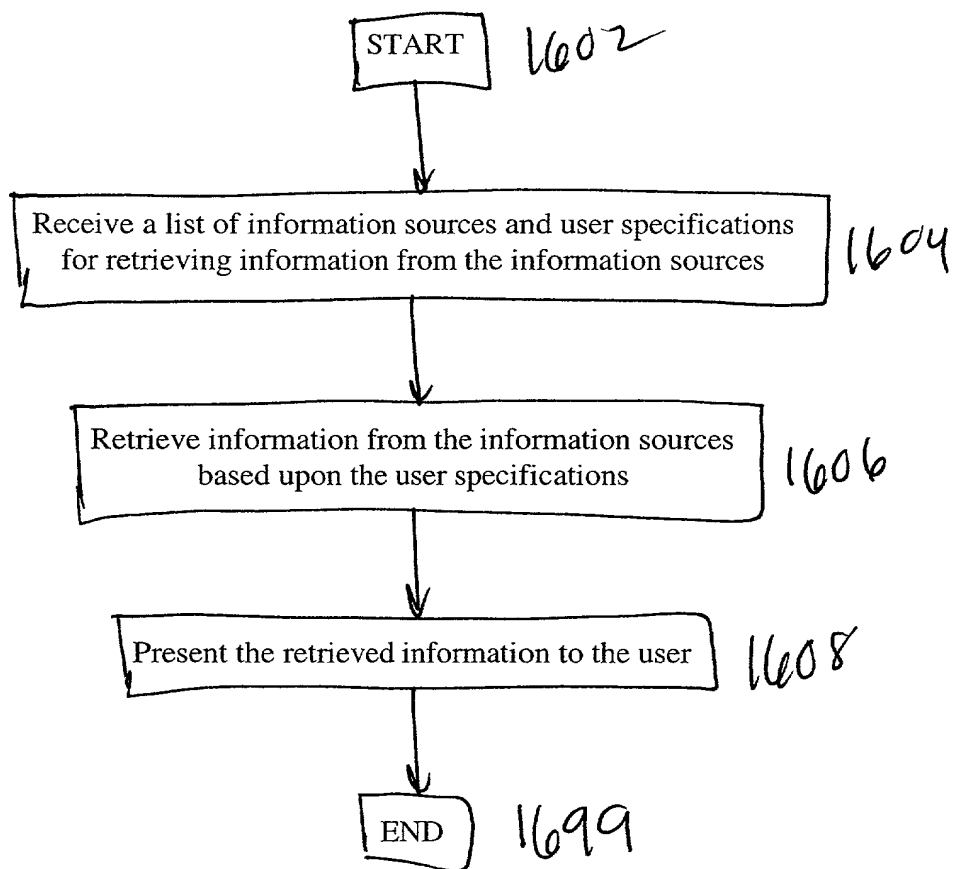 START 1602
Receive a list of information sources and user specifications
for retrieving information from the information sources 1604
Retrieve information from the information sources
based upon the user specifications 1606
Present the retrieved information to the user 1608
END 1699